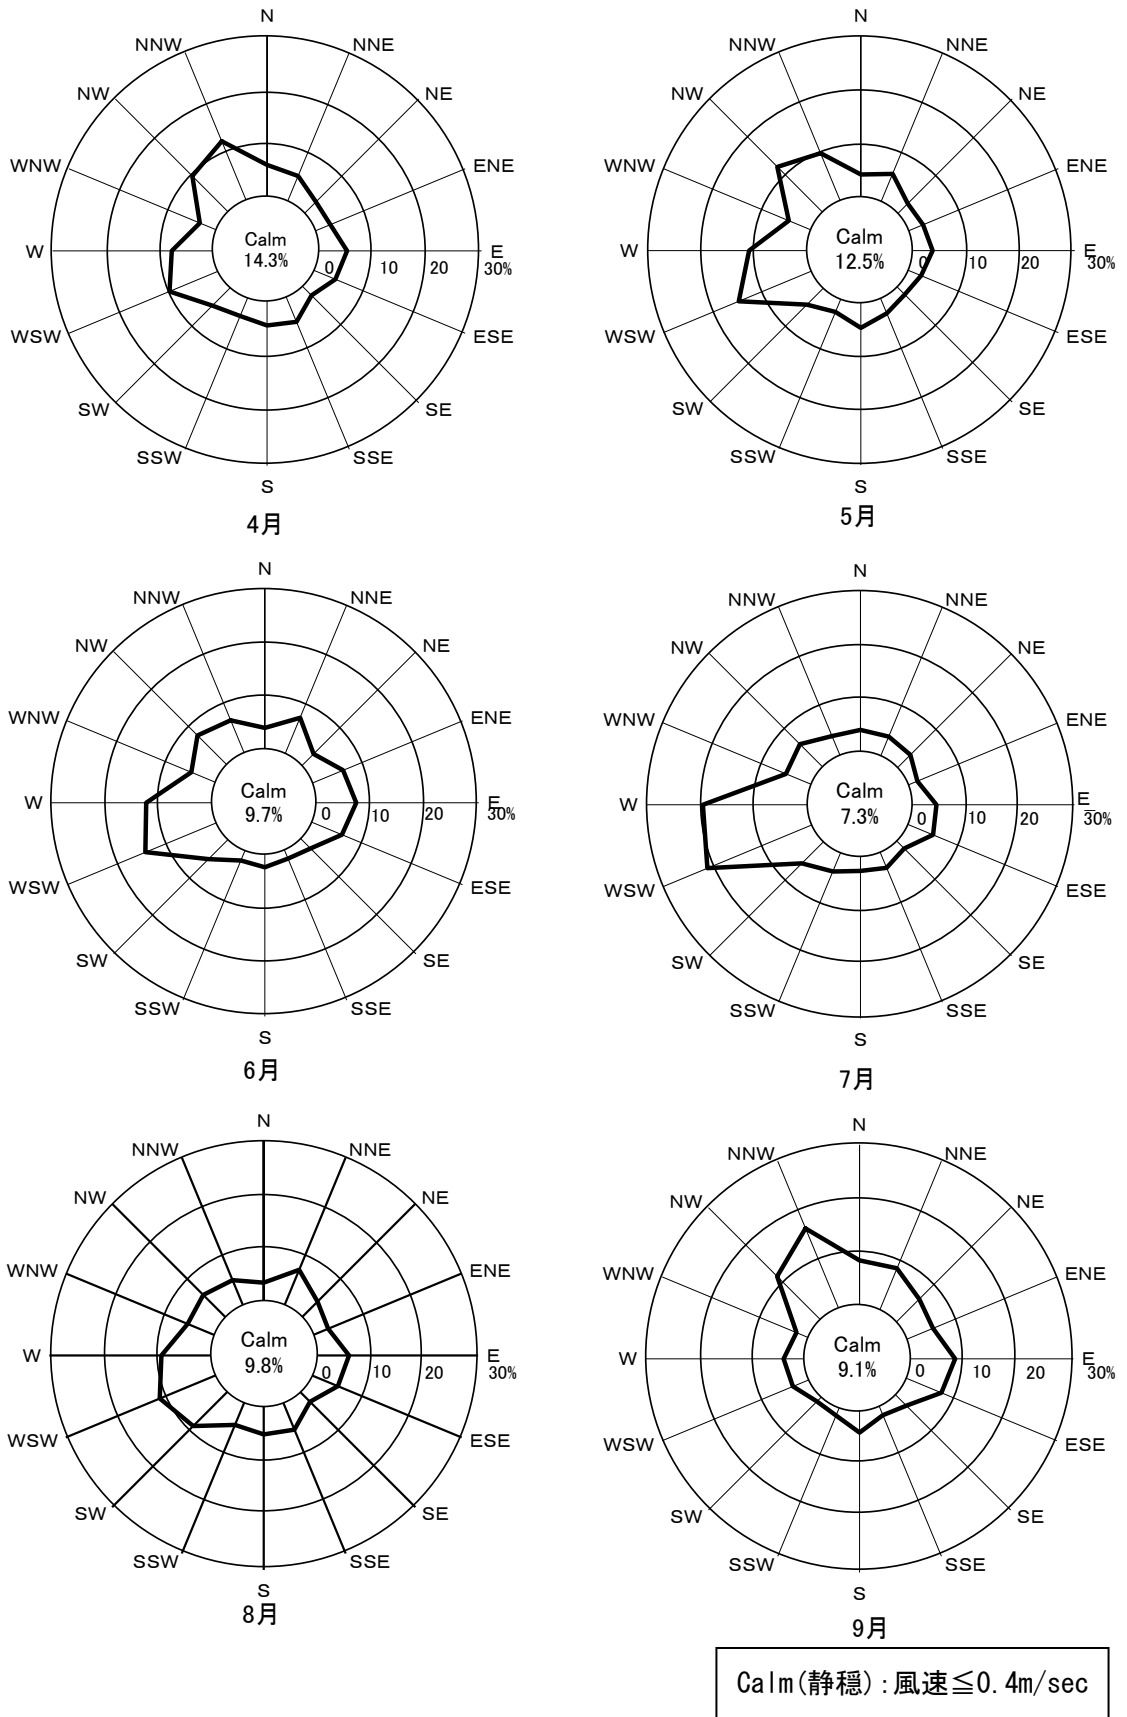 N
NNW NNE
NW NE
WNW ENE
Calm
14.3%
W E
0 10 20 30%
WSW ESE
SW SE
SSW SSE
S
4月
N
NNW NNE
NW NE
WNW ENE
Calm
12.5%
W E
0 10 20 30%
WSW ESE
SW SE
SSW SSE
S
5月
N
NNW NNE
NW NE
WNW ENE
Calm
9.7%
W E
0 10 20 30%
WSW ESE
SW SE
SSW SSE
S
6月
N
NNW NNE
NW NE
WNW ENE
Calm
7.3%
W E
0 10 20 30%
WSW ESE
SW SE
SSW SSE
S
7月
N
NNW NNE
NW NE
WNW ENE
Calm
9.8%
W E
0 10 20 30%
WSW ESE
SW SE
SSW SSE
S
8月
N
NNW NNE
NW NE
WNW ENE
Calm
9.1%
W E
0 10 20 30%
WSW ESE
SW SE
SSW SSE
S
9月
Calm(静穏):風速≦0.4m/sec